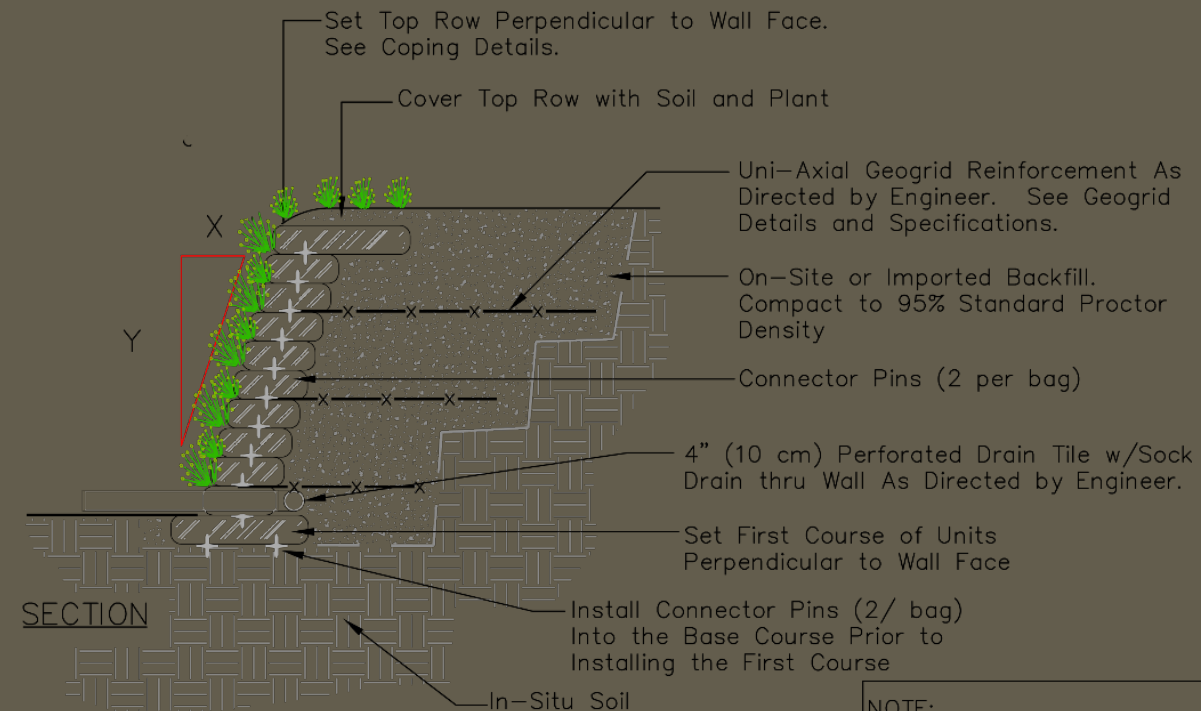 Set Top Row Perpendicular to Wall Face.
See Coping Details.
Cover Top Row with Soil and Plant
Uni-Axial Geogrid Reinforcement As
Directed by Engineer. See Geogrid
Details and Specifications.
X
On-Site or Imported Backfill.
Compact to 95% Standard Proctor
Density
Y
Connector Pins (2 per bag)
4" (10 cm) Perforated Drain Tile w/Sock
Drain thru Wall As Directed by Engineer.
Set First Course of Units
Perpendicular to Wall Face
SECTION
Install Connector Pins (2/ bag)
Into the Base Course Prior to
Installing the First Course
In-Situ Soil
NOTE: